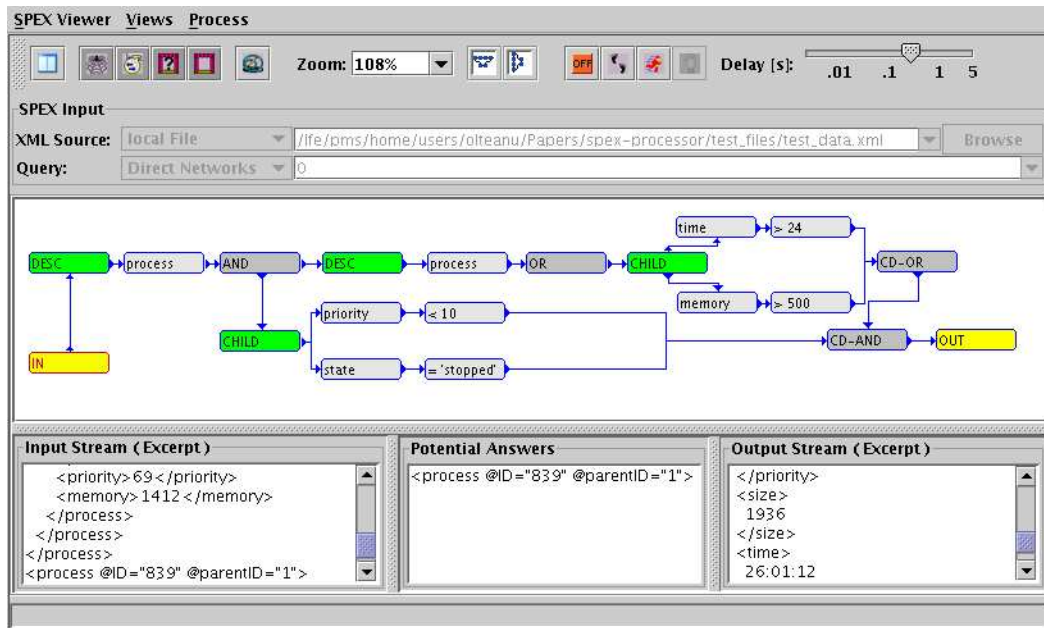 SPEX Viewer Views Process
Zoom: 108% OFF Delay [s]: .01 .1 1 5
SPEX Input
XML Source: local File /lfe/pms/home/users/olteanu/Papers/spex-processor/test_files/test_data.xml Browse
Query: Direct Networks 0
time > 24
DESC process AND DESC process OR CHILD CD-OR
memory > 500
priority < 10
CHILD CD-AND OUT
IN state = 'stopped'
Input Stream (Excerpt)
<priority>69</priority>
<memory>1412</memory>
</process>
</process>
</process>
<process @ID="839" @parentID="1">
Potential Answers
<process @ID="839" @parentID="1">
Output Stream (Excerpt)
</priority>
<size>
1936
</size>
<time>
26:01:12